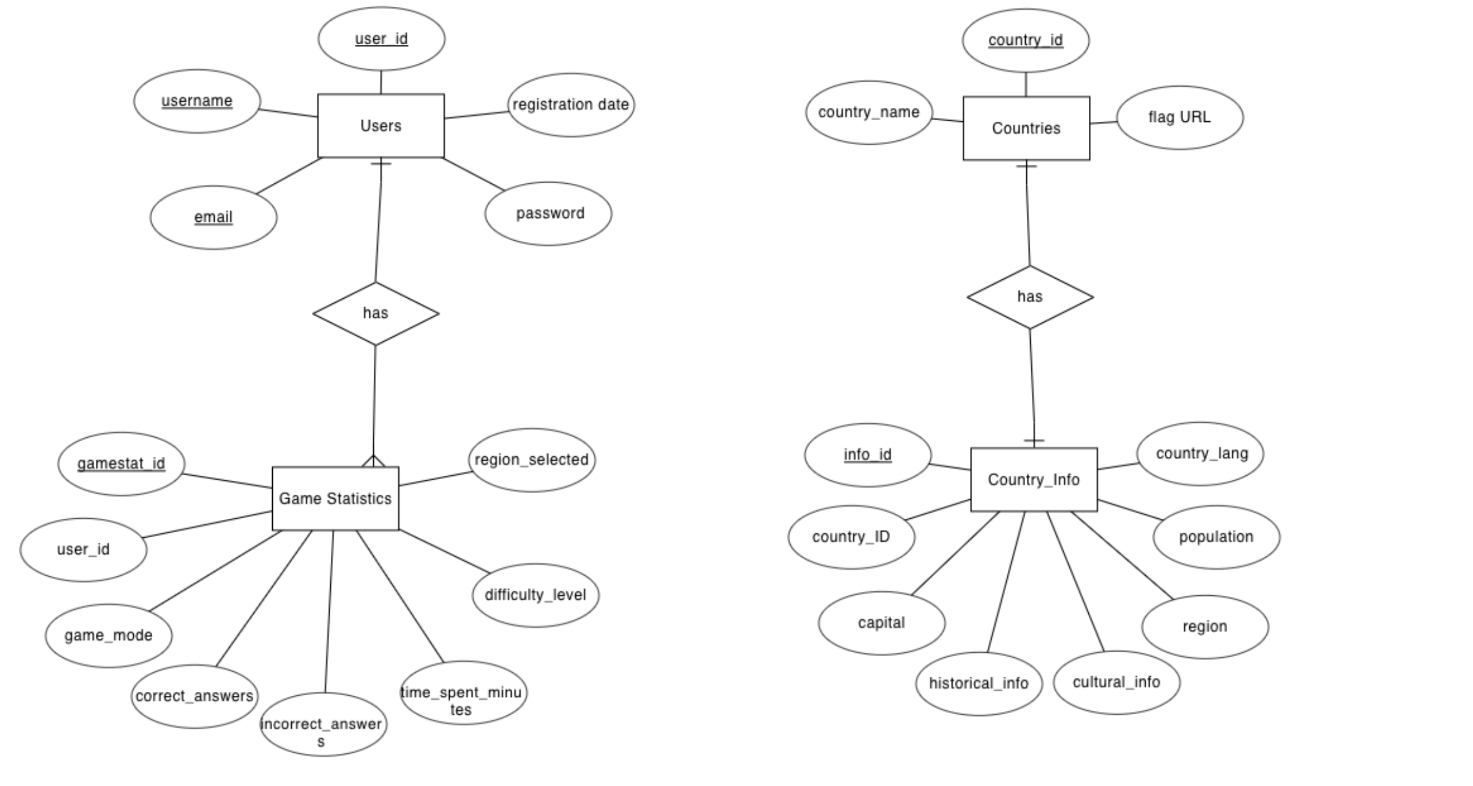 user_id
username
registration date
Users
email
password
has
gamestat_id
region_selected
Game Statistics
user_id
difficulty_level
game_mode
correct_answers
incorrect_answer
s
time_spent_minu
tes
country_id
country_name
flag URL
Countries
has
info_id
country_lang
Country_Info
country_ID
population
capital
region
historical_info
cultural_info